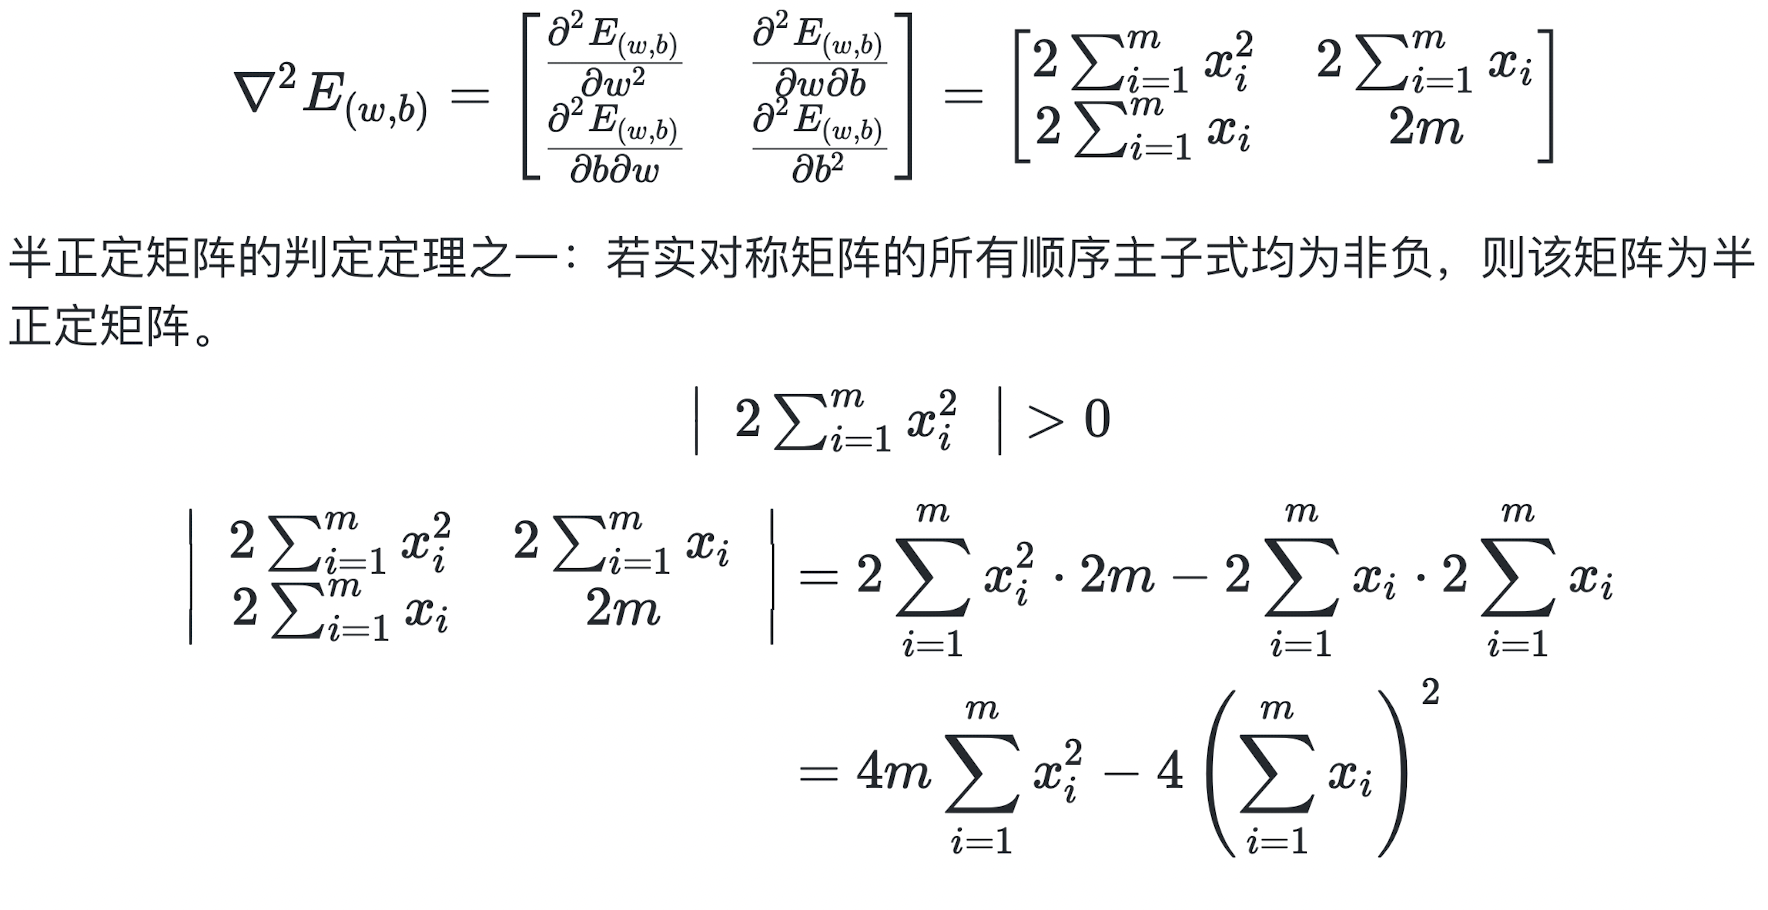 $$\nabla^2 E_{(w,b)} = \begin{bmatrix} \frac{\partial^2 E_{(w,b)}}{\partial w^2} & \frac{\partial^2 E_{(w,b)}}{\partial w \partial b} \\ \frac{\partial^2 E_{(w,b)}}{\partial b \partial w} & \frac{\partial^2 E_{(w,b)}}{\partial b^2} \end{bmatrix} = \begin{bmatrix} 2\sum_{i=1}^m x_i^2 & 2\sum_{i=1}^m x_i \\ 2\sum_{i=1}^m x_i & 2m \end{bmatrix}$$
半正定矩阵的判定定理之一：若实对称矩阵的所有顺序主子式均为非负，则该矩阵为半
正定矩阵。
$$\left| 2\sum_{i=1}^m x_i^2 \right| > 0$$
$$\begin{vmatrix} 2\sum_{i=1}^m x_i^2 & 2\sum_{i=1}^m x_i \\ 2\sum_{i=1}^m x_i & 2m \end{vmatrix} = 2\sum_{i=1}^m x_i^2 \cdot 2m - 2\sum_{i=1}^m x_i \cdot 2\sum_{i=1}^m x_i$$
$$= 4m\sum_{i=1}^m x_i^2 - 4\left(\sum_{i=1}^m x_i\right)^2$$